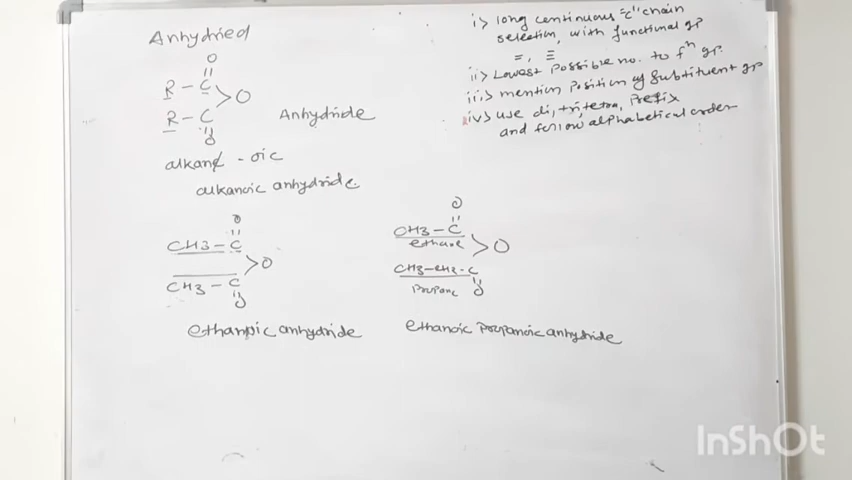 Anhydried
O
R - C
> O
R - C
O
Anhydride
alkane - oic
alkanoic anhydride.
i> long continuous "c" chain
selection, with functional gp
=, ≡
ii> Lowest possible no. to fⁿ gp.
iii> mention position of substituent gp
iv> use di, tri, tetra, prefix
and follow alphabetical order
O
CH3 - C
> O
CH3 - C
O
ethanoic anhydride
O
CH3 - C
ethane
> O
CH3-CH2-C
propane O
ethanoic propanoic anhydride
InShOt